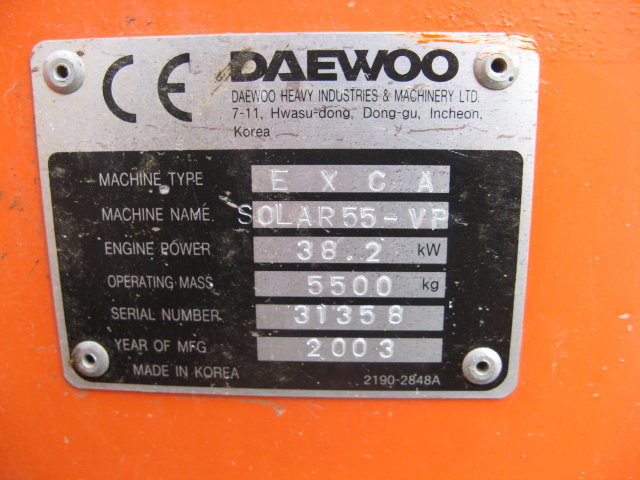 CE DAEWOO
DAEWOO HEAVY INDUSTRIES & MACHINERY LTD.
7-11, Hwasu-dong, Dong-gu, Incheon,
Korea
MACHINE TYPE EXCA
MACHINE NAME SOLAR55-VP
ENGINE POWER 38.2 kW
OPERATING MASS 5500 kg
SERIAL NUMBER 31358
YEAR OF MFG 2003
MADE IN KOREA 2190-2848A